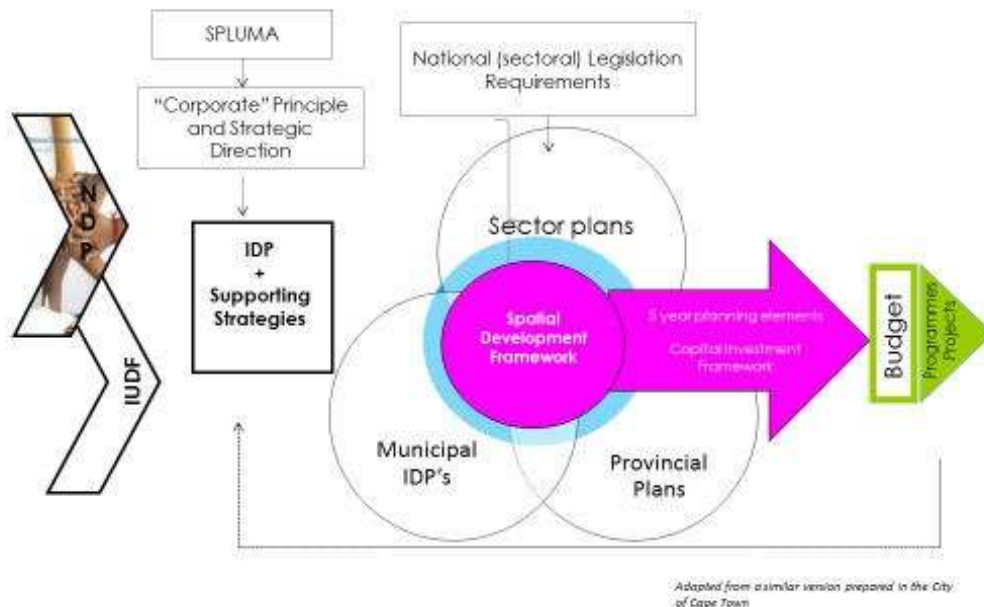 SPLUMA
"Corporate" Principle
and Strategic
Direction
National (sectoral) Legislation
Requirements
NDP
IUDF
IDP
+
Supporting
Strategies
Sector plans
Spatial
Development
Framework
5 year planning elements
Capital Investment
Framework
Municipal
IDP's
Provincial
Plans
Budget
Programmes
Projects
Adapted from a similar version prepared in the City
of Cape Town